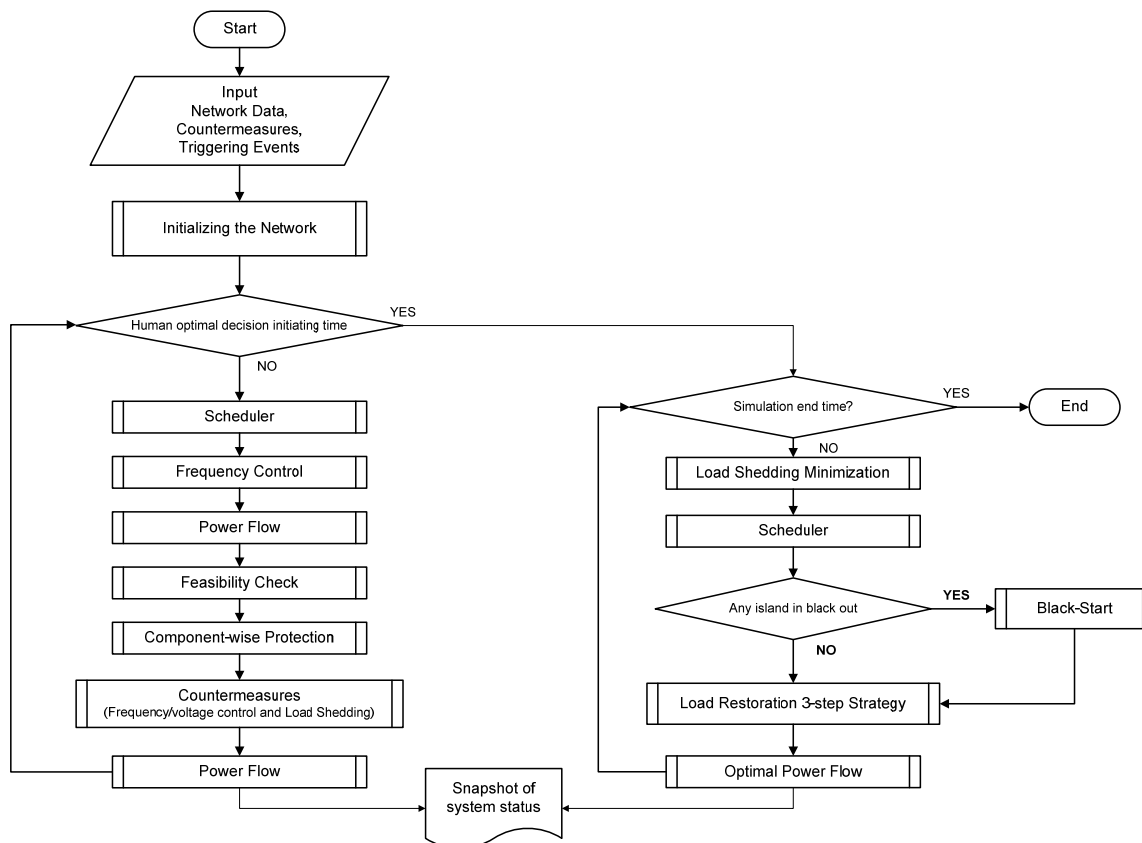 Start
Input
Network Data,
Countermeasures,
Triggering Events
Initializing the Network
Human optimal decision initiating time
YES
NO
Scheduler
Frequency Control
Power Flow
Feasibility Check
Component-wise Protection
Countermeasures
(Frequency/voltage control and Load Shedding)
Power Flow
Simulation end time?
YES
End
NO
Load Shedding Minimization
Scheduler
Any island in black out
YES
Black-Start
NO
Load Restoration 3-step Strategy
Optimal Power Flow
Snapshot of
system status